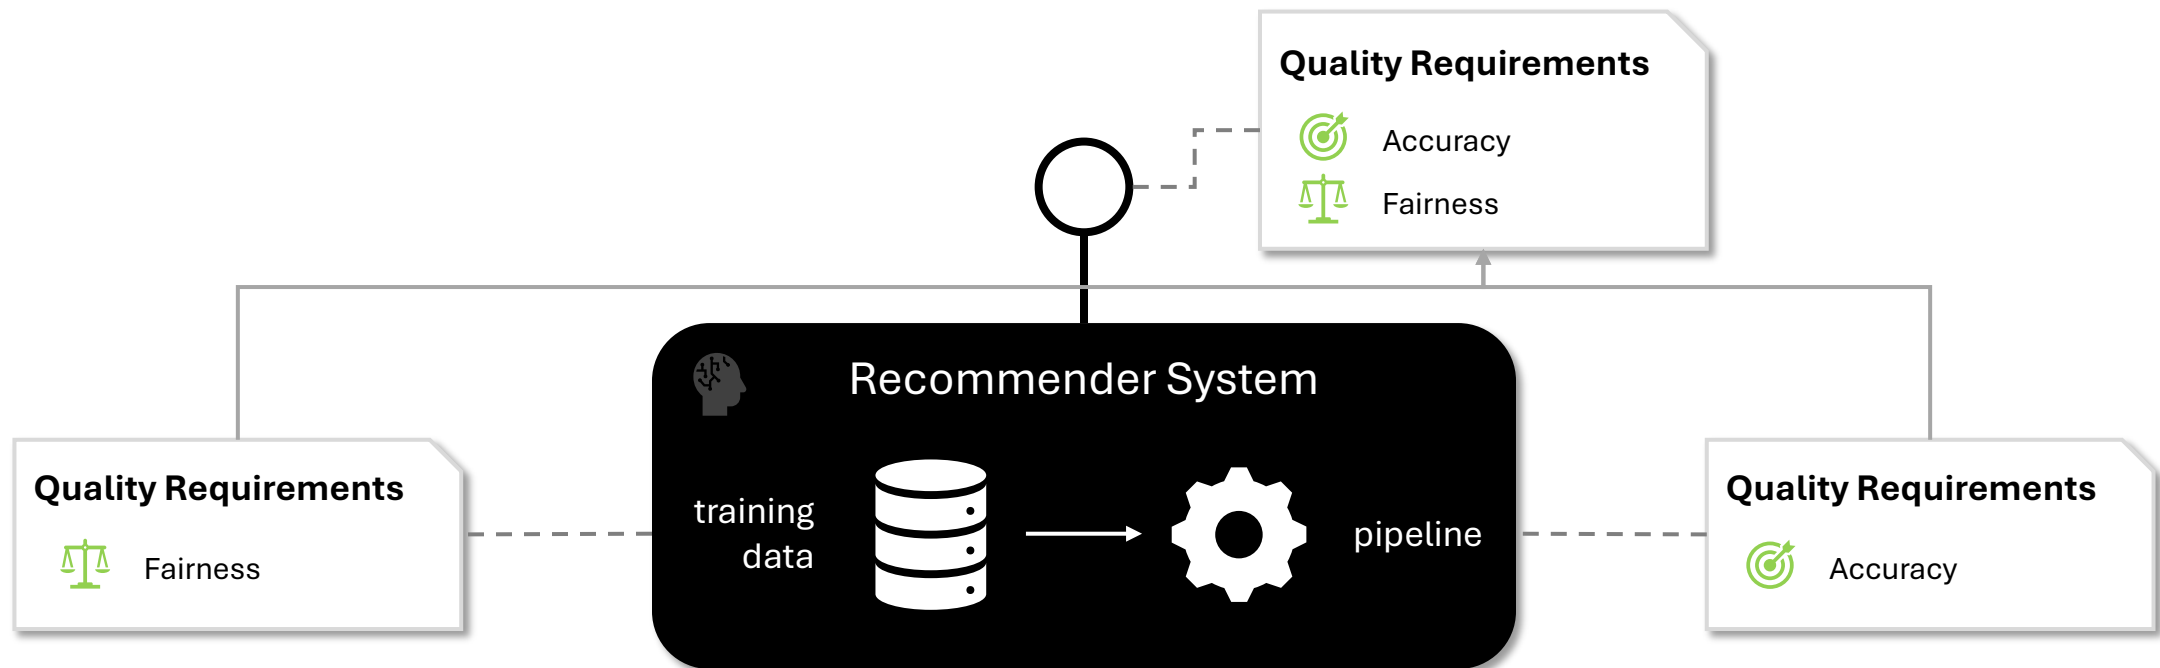 Quality Requirements
Accuracy
Fairness
Recommender System
Quality Requirements
Fairness
training
data
pipeline
Quality Requirements
Accuracy